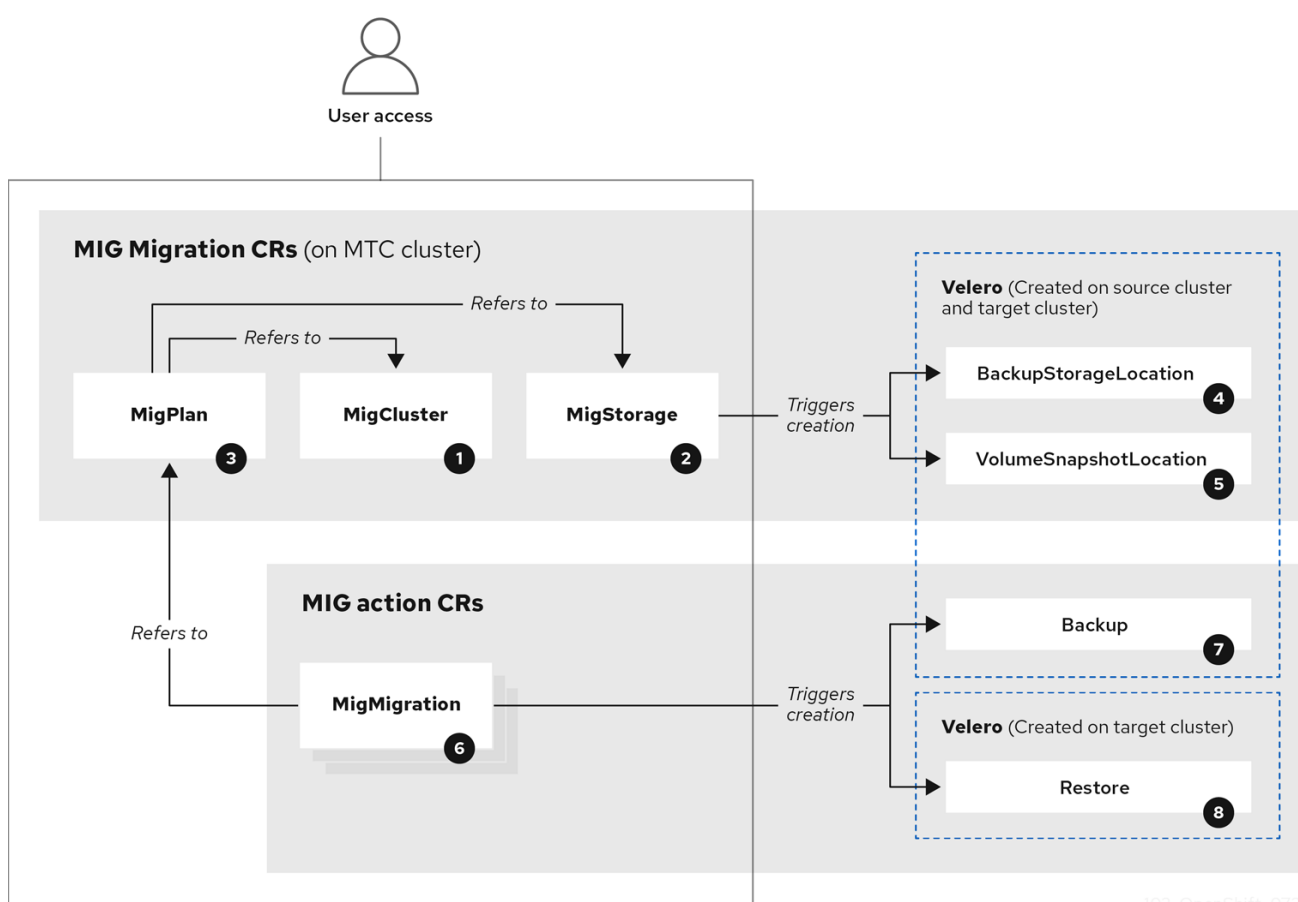 User access
MIG Migration CRs (on MTC cluster)
Refers to
Refers to
MigPlan
3
MigCluster
1
MigStorage
2
Triggers
creation
Velero (Created on source cluster
and target cluster)
BackupStorageLocation
4
VolumeSnapshotLocation
5
Refers to
MIG action CRs
MigMigration
6
Triggers
creation
Backup
7
Velero (Created on target cluster)
Restore
8